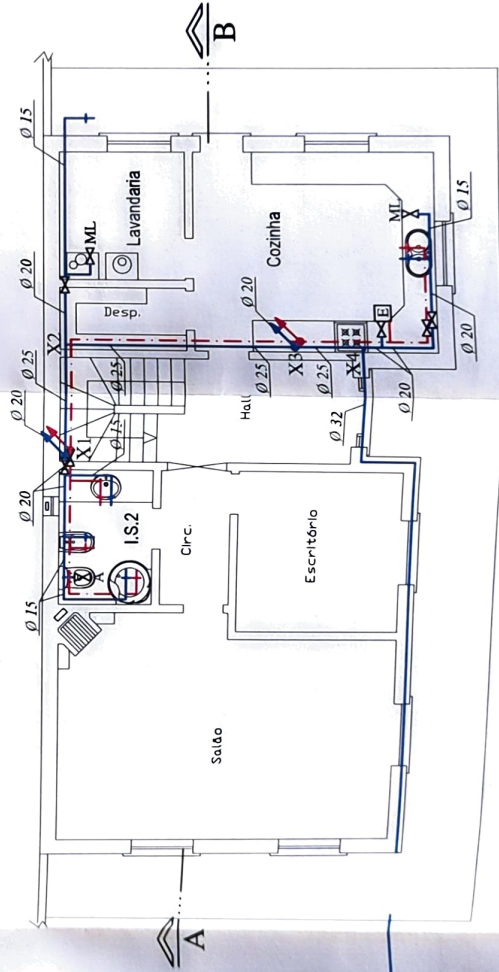 B
Ø 15
ML
Lavandaria
Cozinha
ML
Ø 15
Ø 20
Desp.
Ø 20
E
Ø 20
X2
Ø 25
Ø 25
X3
Ø 25
Ø 25
X4
Ø 20
Ø 20
Hall
Ø 32
X1
Ø 15
Ø 20
I.S.2
Circ.
Escritório
Ø 15
A
Salão
A